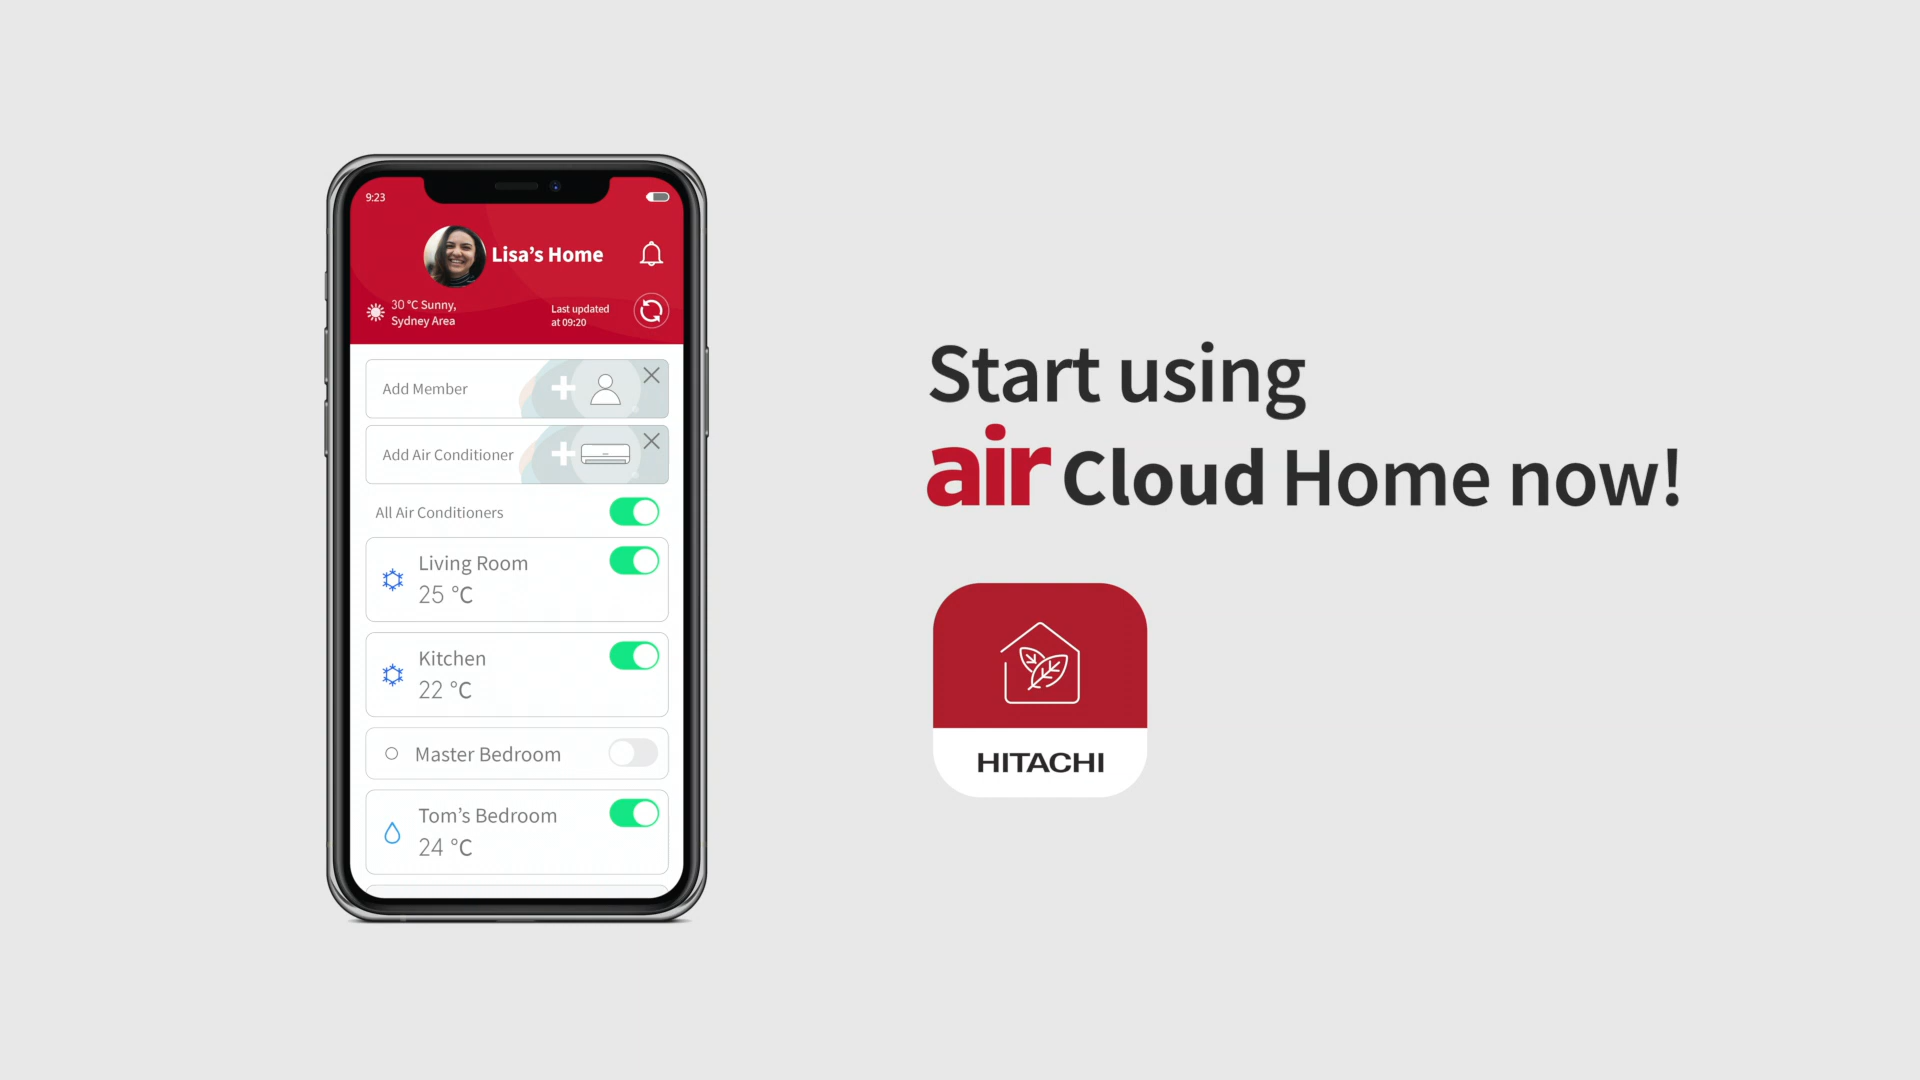 9:23
Lisa’s Home
30 °C Sunny,
Sydney Area
Last updated
at 09:20
Add Member
Add Air Conditioner
All Air Conditioners
Living Room
25 °C
Kitchen
22 °C
Master Bedroom
Tom’s Bedroom
24 °C
Start using
air Cloud Home now!
HITACHI